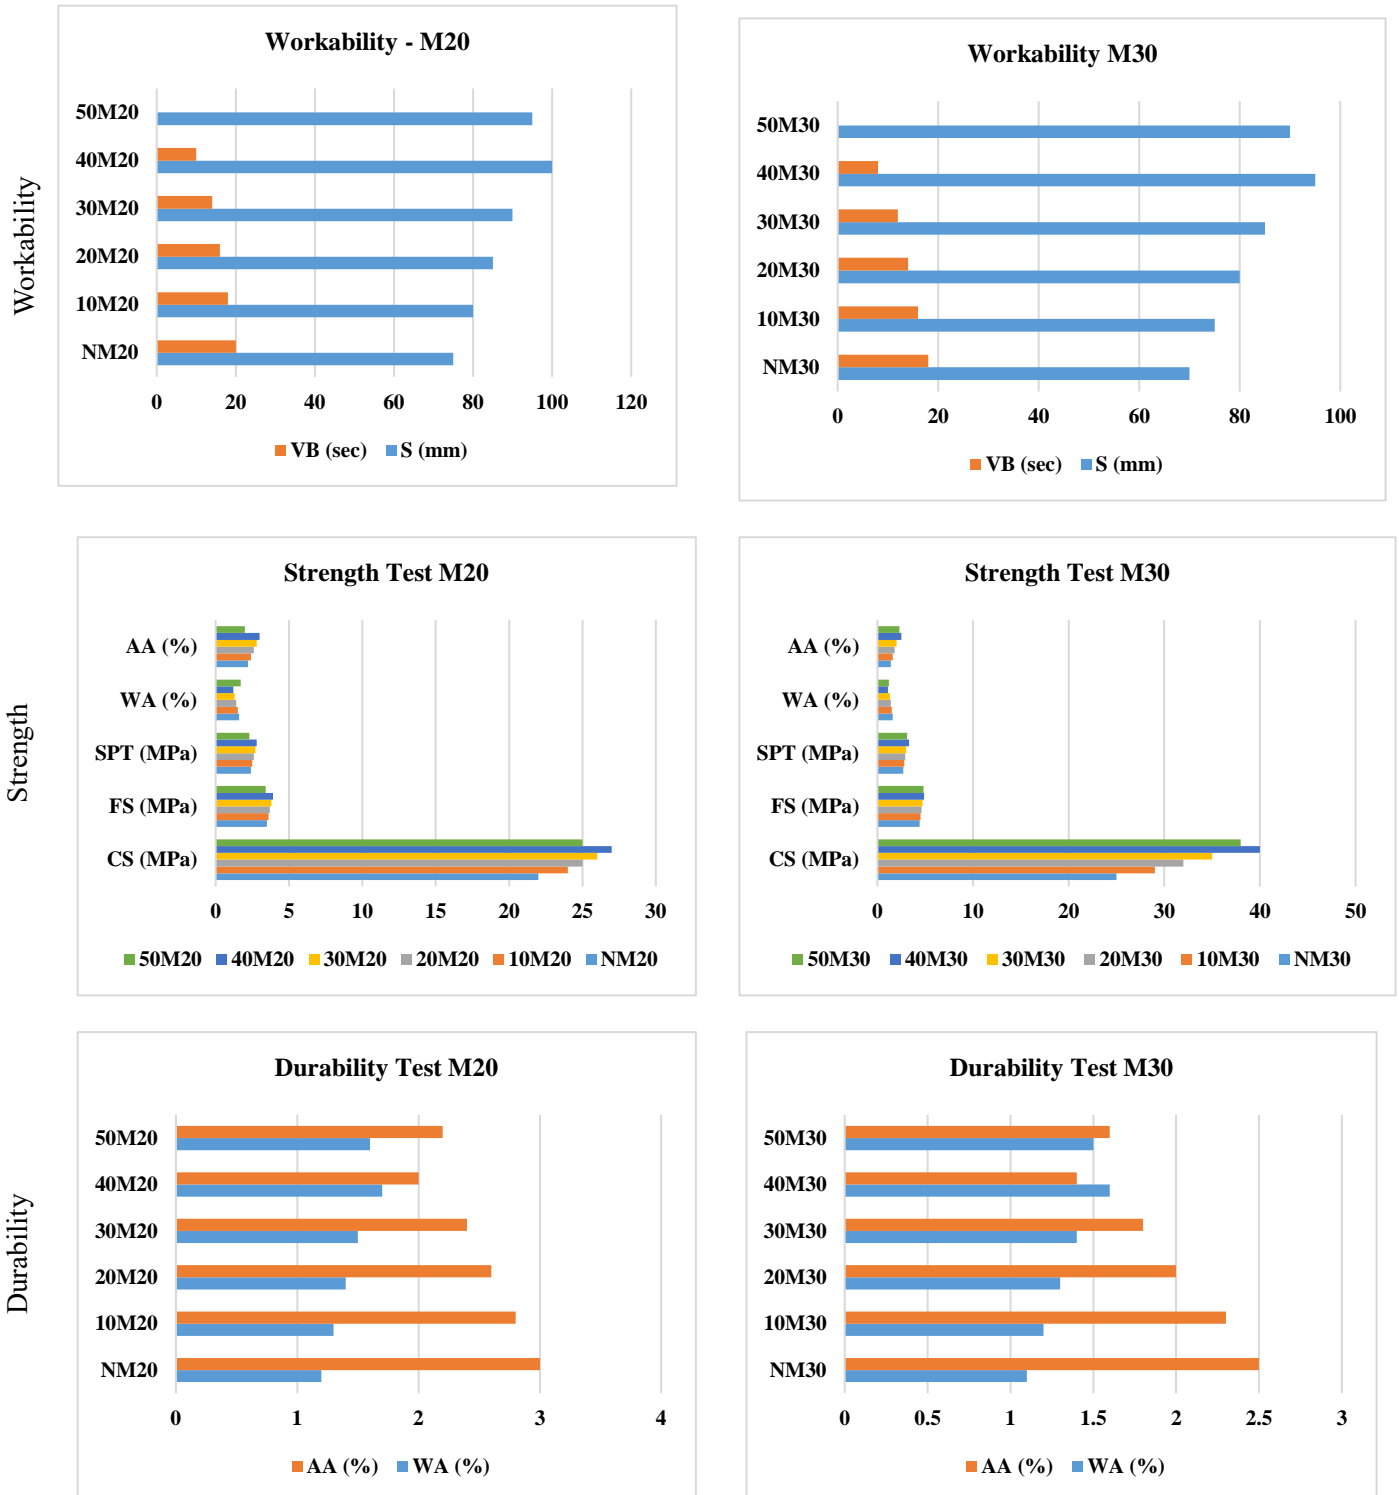 Workability
Workability - M20
50M20
40M20
30M20
20M20
10M20
NM20
0 20 40 60 80 100 120
VB (sec) S (mm)
Workability M30
50M30
40M30
30M30
20M30
10M30
NM30
0 20 40 60 80 100
VB (sec) S (mm)
Strength
Strength Test M20
AA (%)
WA (%)
SPT (MPa)
FS (MPa)
CS (MPa)
0 5 10 15 20 25 30
50M20 40M20 30M20 20M20 10M20 NM20
Strength Test M30
AA (%)
WA (%)
SPT (MPa)
FS (MPa)
CS (MPa)
0 10 20 30 40 50
50M30 40M30 30M30 20M30 10M30 NM30
Durability
Durability Test M20
50M20
40M20
30M20
20M20
10M20
NM20
0 1 2 3 4
AA (%) WA (%)
Durability Test M30
50M30
40M30
30M30
20M30
10M30
NM30
0 0.5 1 1.5 2 2.5 3
AA (%) WA (%)